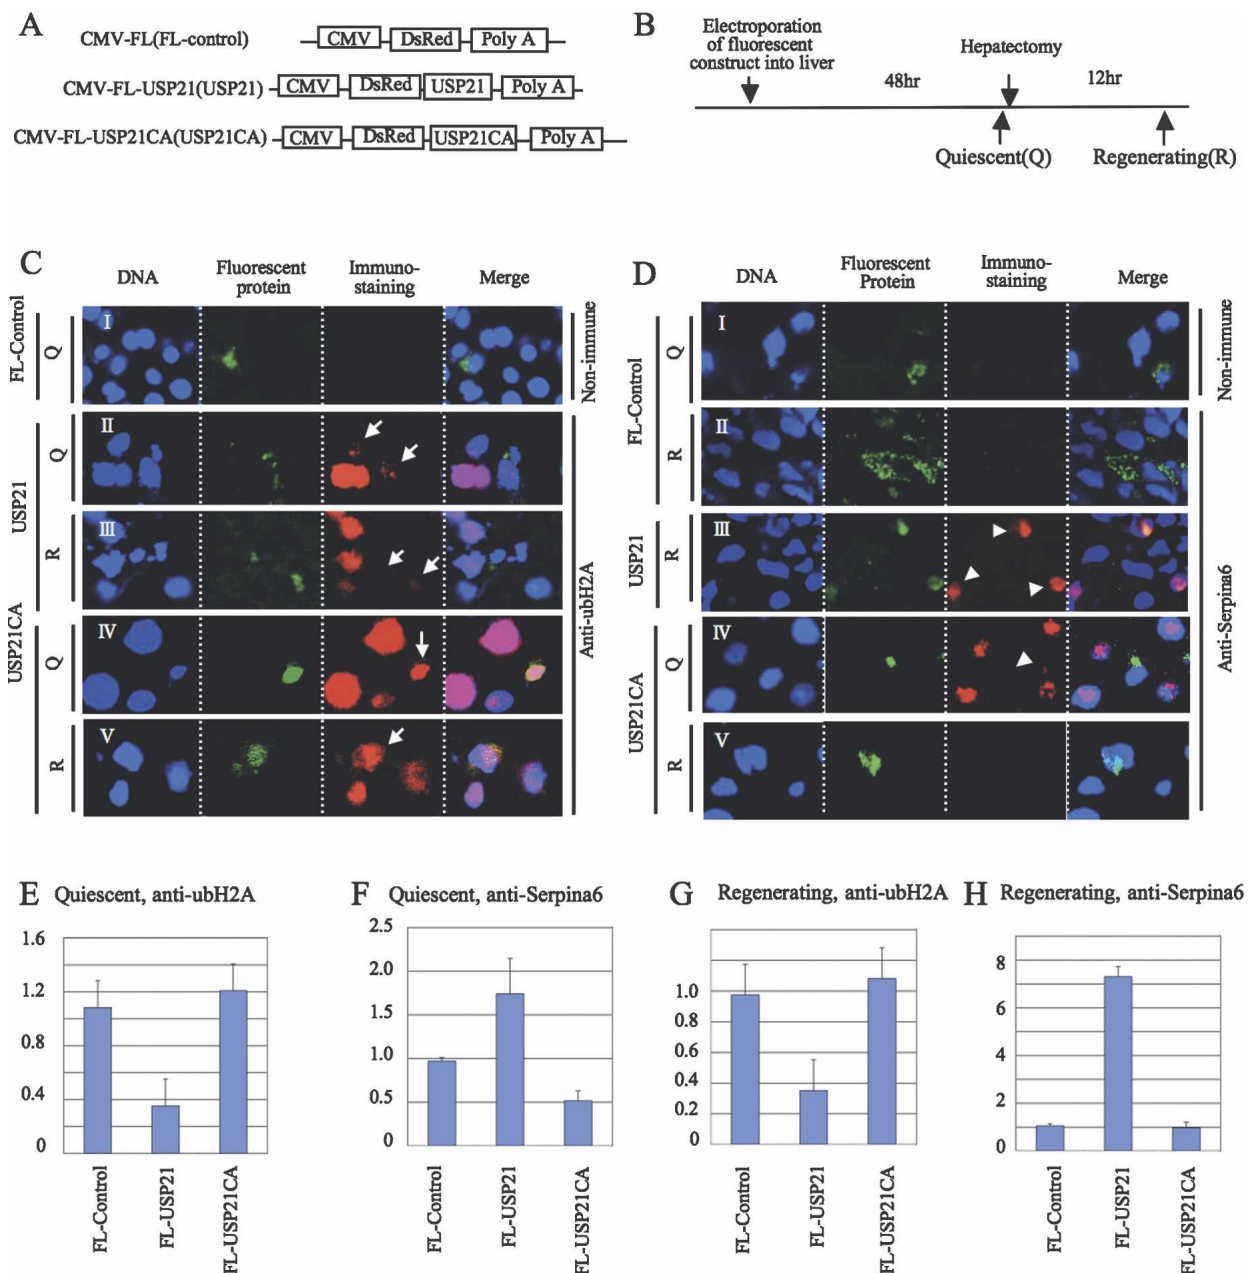 A
CMV-FL(FL-control)
CMV
DsRed
Poly A
CMV-FL-USP21(USP21)
CMV
DsRed
USP21
Poly A
CMV-FL-USP21CA(USP21CA)
CMV
DsRed
USP21CA
Poly A
B
Electroporation
of fluorescent
construct into liver
Hepatectomy
48hr
12hr
Quiescent(Q)
Regenerating(R)
C
DNA
Fluorescent
protein
Immuno-
staining
Merge
FL-Control
USP21
USP21CA
Q
Q
R
Q
R
I
II
III
IV
V
Non-immune
Anti-ubH2A
D
DNA
Fluorescent
Protein
Immuno-
staining
Merge
FL-Control
USP21
USP21CA
Q
R
R
Q
R
I
II
III
IV
V
Non-immune
Anti-Serpina6
E Quiescent, anti-ubH2A
1.6
1.2
0.8
0.4
0
FL-Control
FL-USP21
FL-USP21CA
F Quiescent, anti-Serpina6
2.5
2.0
1.5
1.0
0.5
0
FL-Control
FL-USP21
FL-USP21CA
G Regenerating, anti-ubH2A
1.0
0.8
0.6
0.4
0.2
0
FL-Control
FL-USP21
FL-USP21CA
H Regenerating, anti-Serpina6
8
6
4
2
0
FL-Control
FL-USP21
FL-USP21CA